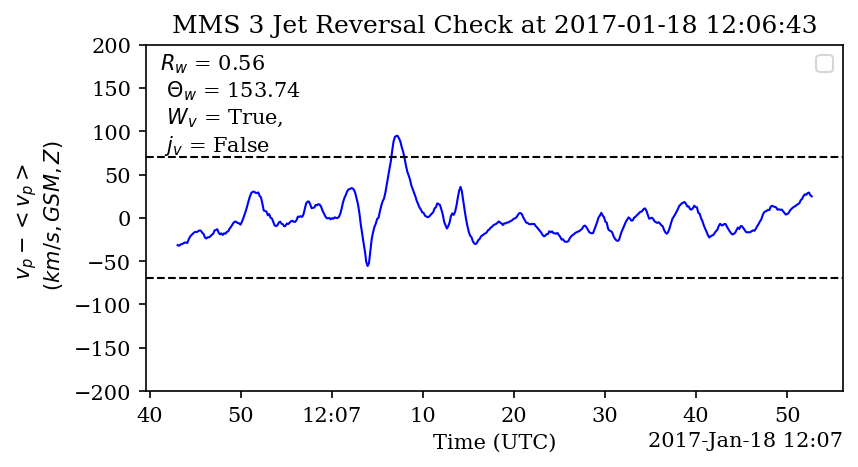 MMS 3 Jet Reversal Check at 2017-01-18 12:06:43
200
150
100
50
0
−50
−100
−150
−200
v_p − < v_p >
(km/s, GSM, Z)
R_w = 0.56
Θ_w = 153.74
W_v = True,
j_v = False
40 50 12:07 10 20 30 40 50
Time (UTC)
2017-Jan-18 12:07